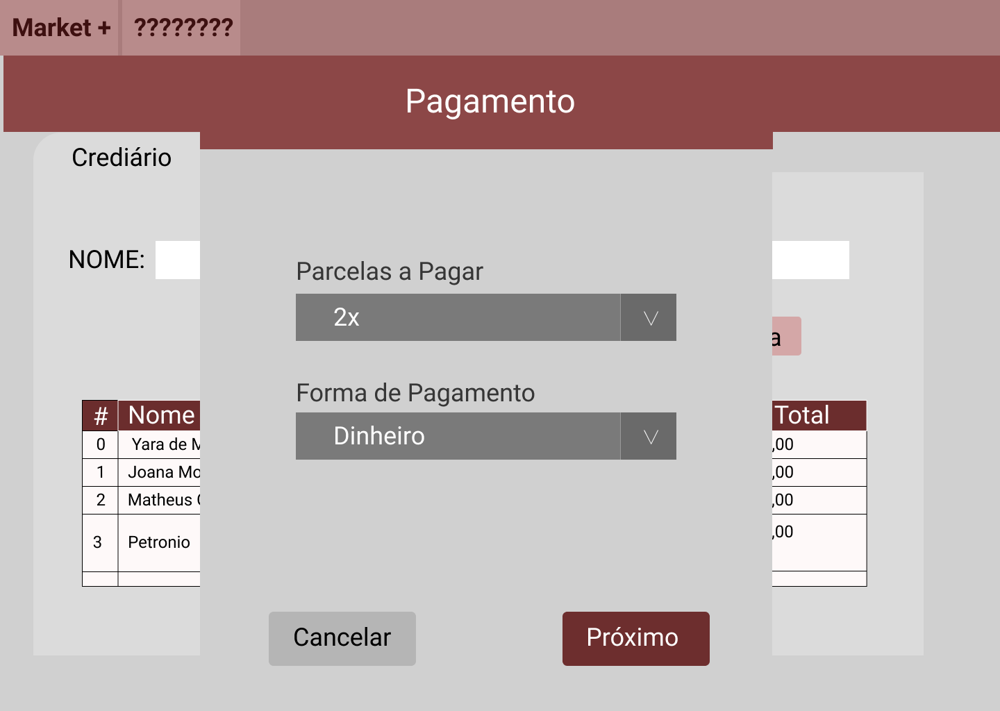 Market + ????????
Pagamento
Crediário
NOME:
Parcelas a Pagar
2x
Forma de Pagamento
Dinheiro
# Nome Total
0 Yara de ,00
1 Joana ,00
2 Matheus ,00
3 Petronio ,00
Cancelar Próximo